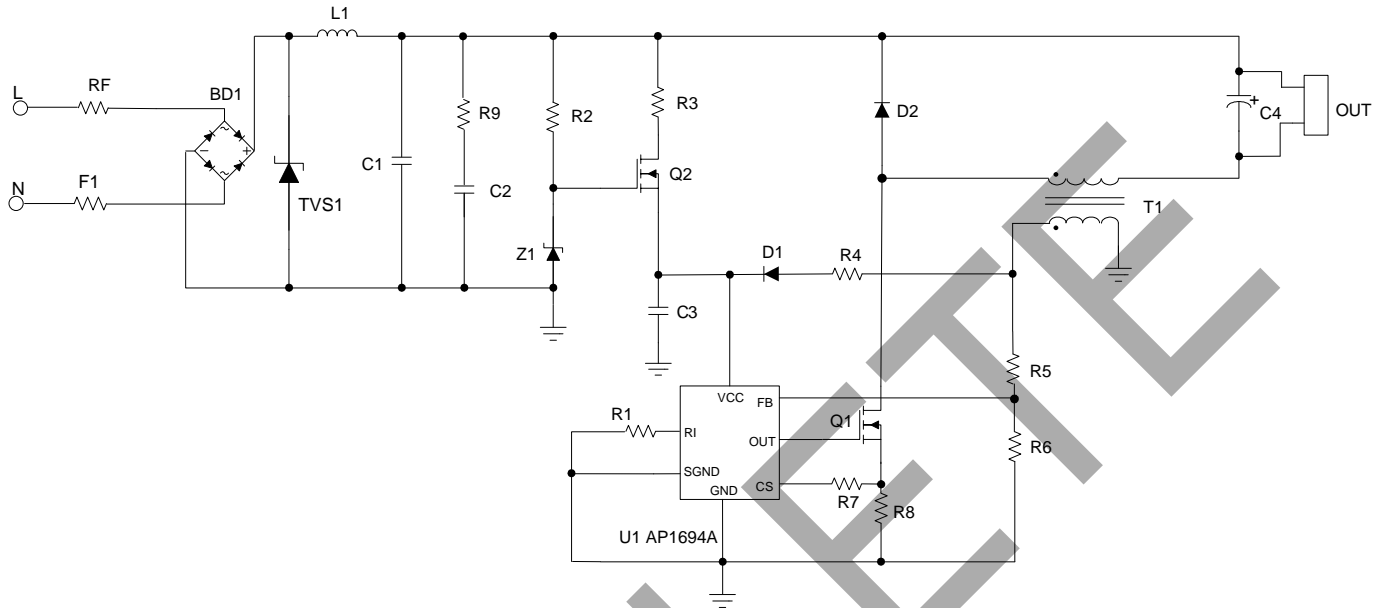 L1
L
RF
BD1
R9
R2
R3
D2
C4
+
OUT
C1
C2
Q2
N
F1
TVS1
T1
Z1
D1
R4
C3
R5
VCC
FB
Q1
R1
RI
OUT
R6
SGND
CS
GND
R7
R8
U1 AP1694A